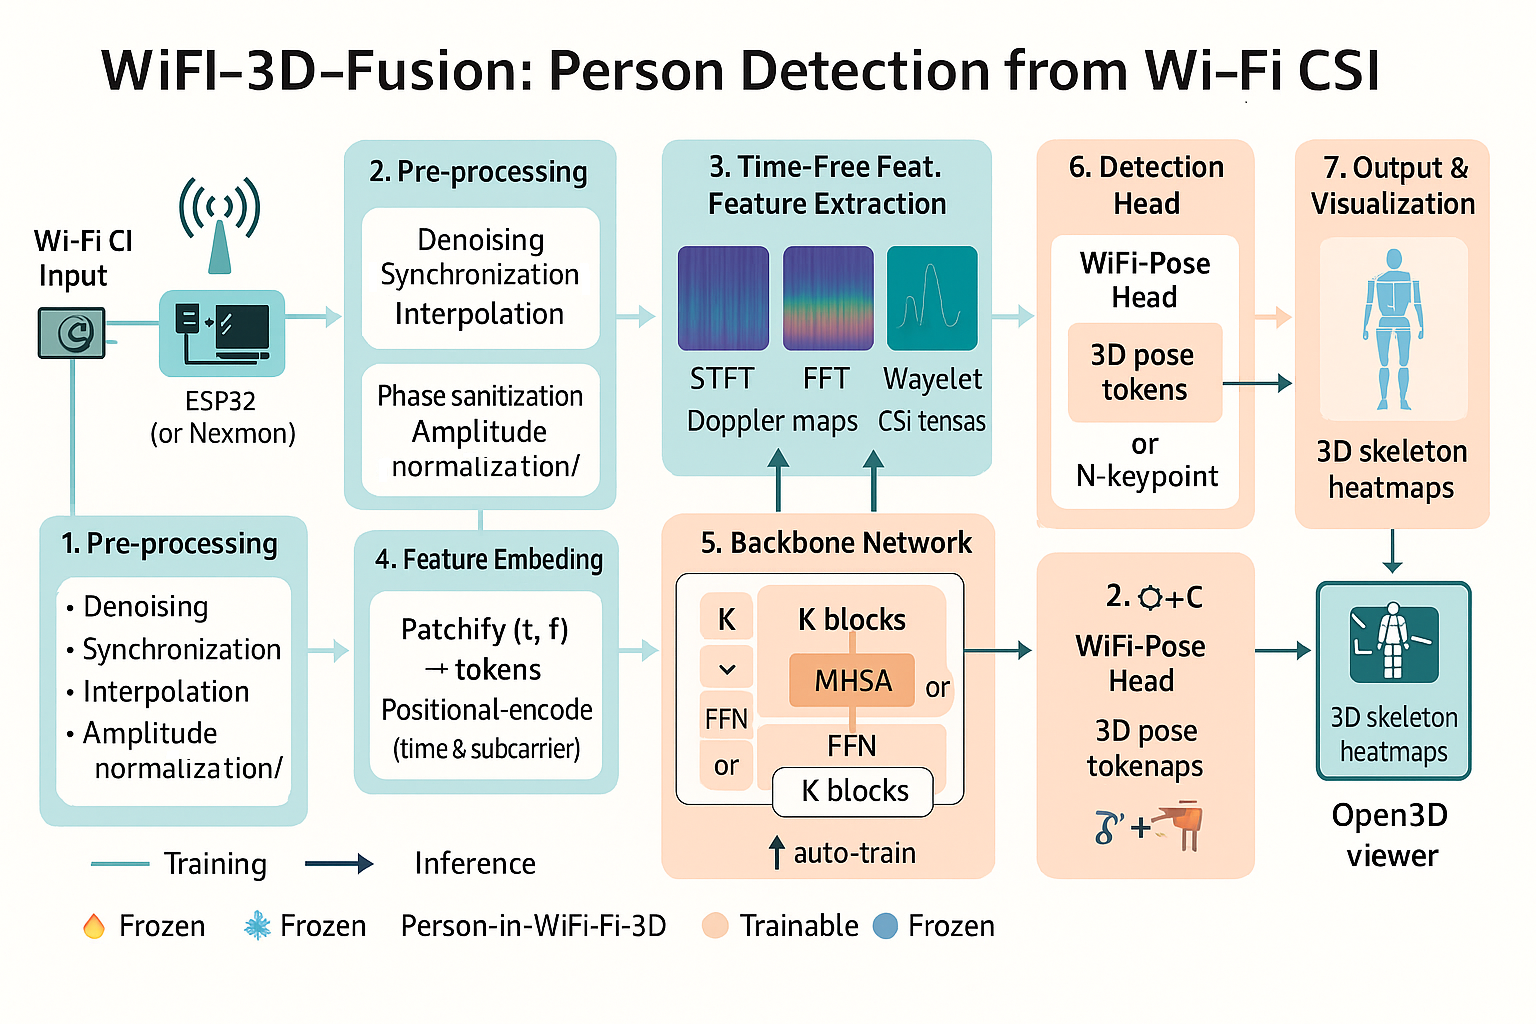 WiFI-3D-Fusion: Person Detection from Wi-Fi CSI
Wi-Fi CI
Input
ESP32
(or Nexmon)
2. Pre-processing
Denoising
Synchronization
Interpolation
Phase sanitization
Amplitude
normalization/
3. Time-Free Feat.
Feature Extraction
STFT
FFT
Wayelet
Doppler maps
CSi tensas
6. Detection
Head
WiFi-Pose
Head
3D pose
tokens
or
N-keypoint
7. Output &
Visualization
3D skeleton
heatmaps
1. Pre-processing
• Denoising
• Synchronization
• Interpolation
• Amplitude
normalization/
4. Feature Embeding
Patchify (t, f)
→ tokens
Positional-encode
(time & subcarrier)
5. Backbone Network
K
FFN
or
K blocks
MHSA
or
FFN
K blocks
auto-train
2. +C
WiFi-Pose
Head
3D pose
tokenaps
+
3D skeleton
heatmaps
Open3D
viewer
Training
Inference
Frozen
Frozen
Person-in-WiFi-Fi-3D
Trainable
Frozen